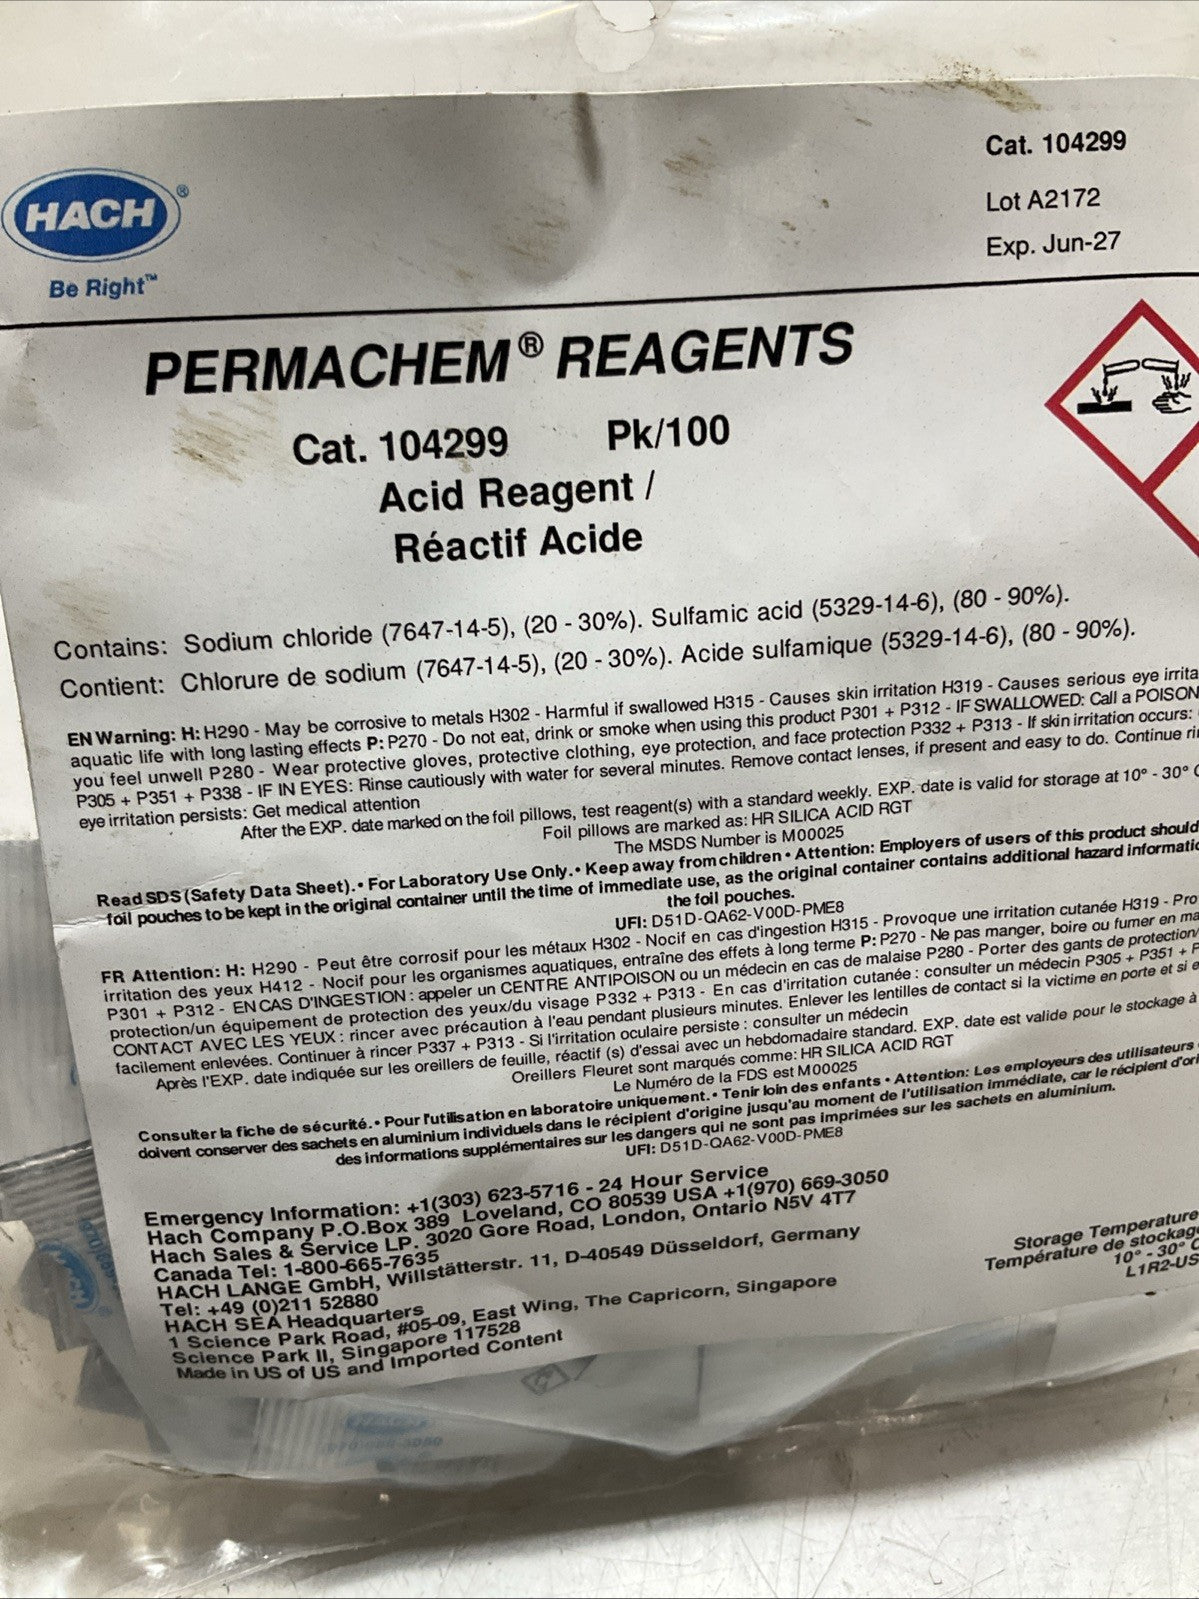 Cat. 104299
HACH®
Lot A2172
Exp. Jun-27
Be Right™
PERMACHEM® REAGENTS
Cat. 104299 Pk/100
Acid Reagent /
Réactif Acide
Contains: Sodium chloride (7647-14-5), (20 - 30%). Sulfamic acid (5329-14-6), (80 - 90%).
Contient: Chlorure de sodium (7647-14-5), (20 - 30%). Acide sulfamique (5329-14-6), (80 - 90%).
EN Warning: H: H290 - May be corrosive to metals H302 - Harmful if swallowed H315 - Causes skin irritation H319 - Causes serious eye irrita
aquatic life with long lasting effects P: P270 - Do not eat, drink or smoke when using this product P301 + P312 - IF SWALLOWED: Call a POISON
you feel unwell P280 - Wear protective gloves, protective clothing, eye protection, and face protection P332 + P313 - If skin irritation occurs:
P305 + P351 + P338 - IF IN EYES: Rinse cautiously with water for several minutes. Remove contact lenses, if present and easy to do. Continue rin
eye irritation persists: Get medical attention
After the EXP. date marked on the foil pillows, test reagent(s) with a standard weekly. EXP. date is valid for storage at 10° - 30° C
Foil pillows are marked as: HR SILICA ACID RGT
The MSDS Number is M00025
Read SDS (Safety Data Sheet). • For Laboratory Use Only. • Keep away from children • Attention: Employers of users of this product should
foil pouches to be kept in the original container until the time of immediate use, as the original container contains additional hazard informatio
the foil pouches.
UFI: D51D-QA62-V00D-PME8
FR Attention: H: H290 - Peut être corrosif pour les métaux H302 - Nocif en cas d'ingestion H315 - Provoque une irritation cutanée H319 - Pro
irritation des yeux H412 - Nocif pour les organismes aquatiques, entraîne des effets à long terme P: P270 - Ne pas manger, boire ou fumer en ma
P301 + P312 - EN CAS D'INGESTION : appeler un CENTRE ANTIPOISON ou un médecin en cas de malaise P280 - Porter des gants de protection/
protection/un équipement de protection des yeux/du visage P332 + P313 - En cas d'irritation cutanée : consulter un médecin P305 + P351 + P
CONTACT AVEC LES YEUX : rincer avec précaution à l'eau pendant plusieurs minutes. Enlever les lentilles de contact si la victime en porte et si e
facilement enlevées. Continuer à rincer P337 + P313 - Si l'irritation oculaire persiste : consulter un médecin
Après l'EXP. date indiquée sur les oreillers de feuille, réactif (s) d'essai avec un hebdomadaire standard. EXP. date est valide pour le stockage à
Oreillers Fleuret sont marqués comme: HR SILICA ACID RGT
Le Numéro de la FDS est M00025
Consulter la fiche de sécurité. • Pour l'utilisation en laboratoire uniquement. • Tenir loin des enfants • Attention: Les employeurs des utilisateurs
doivent conserver des sachets en aluminium individuels dans le récipient d'origine jusqu'au moment de l'utilisation immédiate, car le récipient d'ori
des informations supplémentaires sur les dangers qui ne sont pas imprimées sur les sachets en aluminium.
UFI: D51D-QA62-V00D-PME8
Emergency Information: +1(303) 623-5716 - 24 Hour Service
Hach Company P.O.Box 389 Loveland, CO 80539 USA +1(970) 669-3050
Hach Sales & Service LP. 3020 Gore Road, London, Ontario N5V 4T7
Canada Tel: 1-800-665-7635
HACH LANGE GmbH, Willstätterstr. 11, D-40549 Düsseldorf, Germany
Tel: +49 (0)211 52880
HACH SEA Headquarters
1 Science Park Road, #05-09, East Wing, The Capricorn, Singapore
Science Park II, Singapore 117528
Made in US of US and Imported Content
Storage Temperature
Température de stockage
10° - 30° C
L1R2-US
HACH
HACH